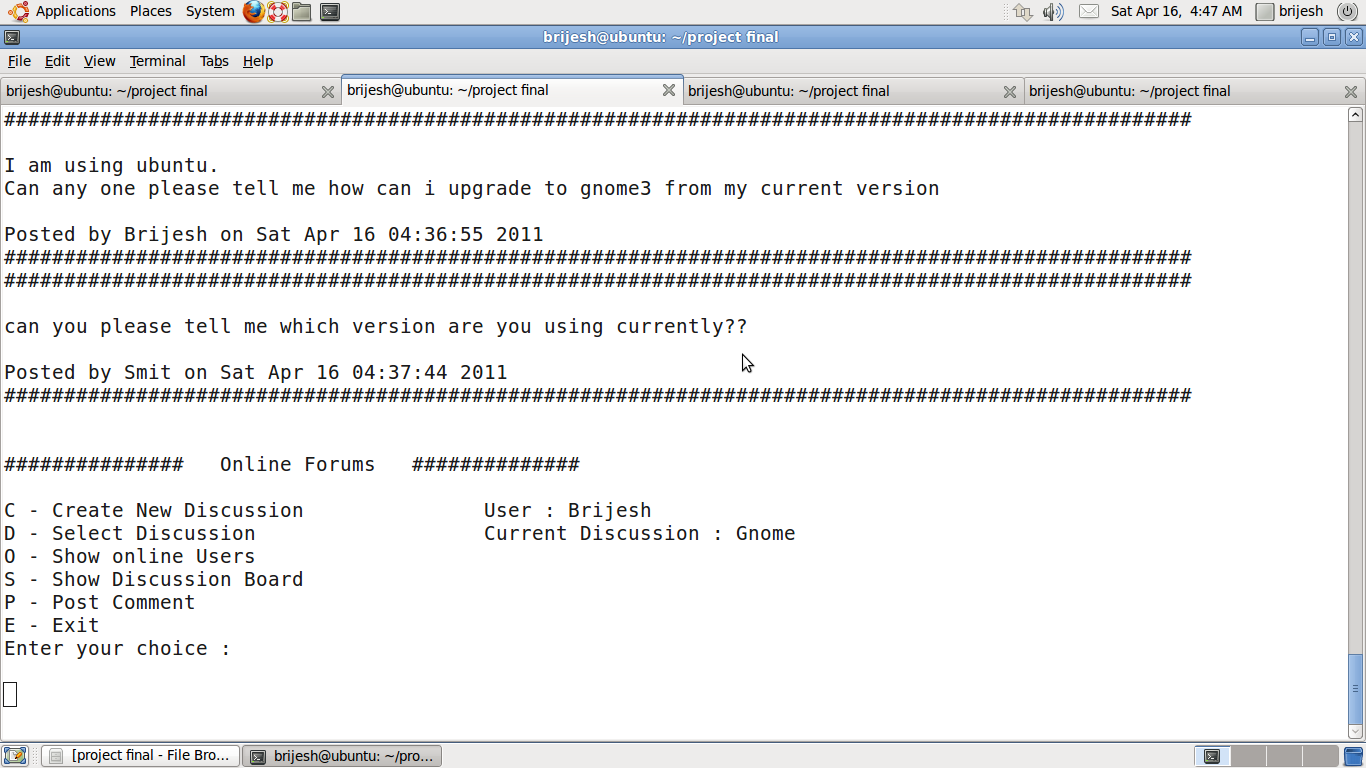 Applications Places System Sat Apr 16, 4:47 AM brijesh
brijesh@ubuntu: ~/project final
File Edit View Terminal Tabs Help
brijesh@ubuntu: ~/project final brijesh@ubuntu: ~/project final brijesh@ubuntu: ~/project final brijesh@ubuntu: ~/project final
###################################################################################################
I am using ubuntu.
Can any one please tell me how can i upgrade to gnome3 from my current version
Posted by Brijesh on Sat Apr 16 04:36:55 2011
###################################################################################################
###################################################################################################
can you please tell me which version are you using currently??
Posted by Smit on Sat Apr 16 04:37:44 2011
###################################################################################################
############### Online Forums ##############
C - Create New Discussion User : Brijesh
D - Select Discussion Current Discussion : Gnome
O - Show online Users
S - Show Discussion Board
P - Post Comment
E - Exit
Enter your choice :
[project final - File Bro... brijesh@ubuntu: ~/pro...